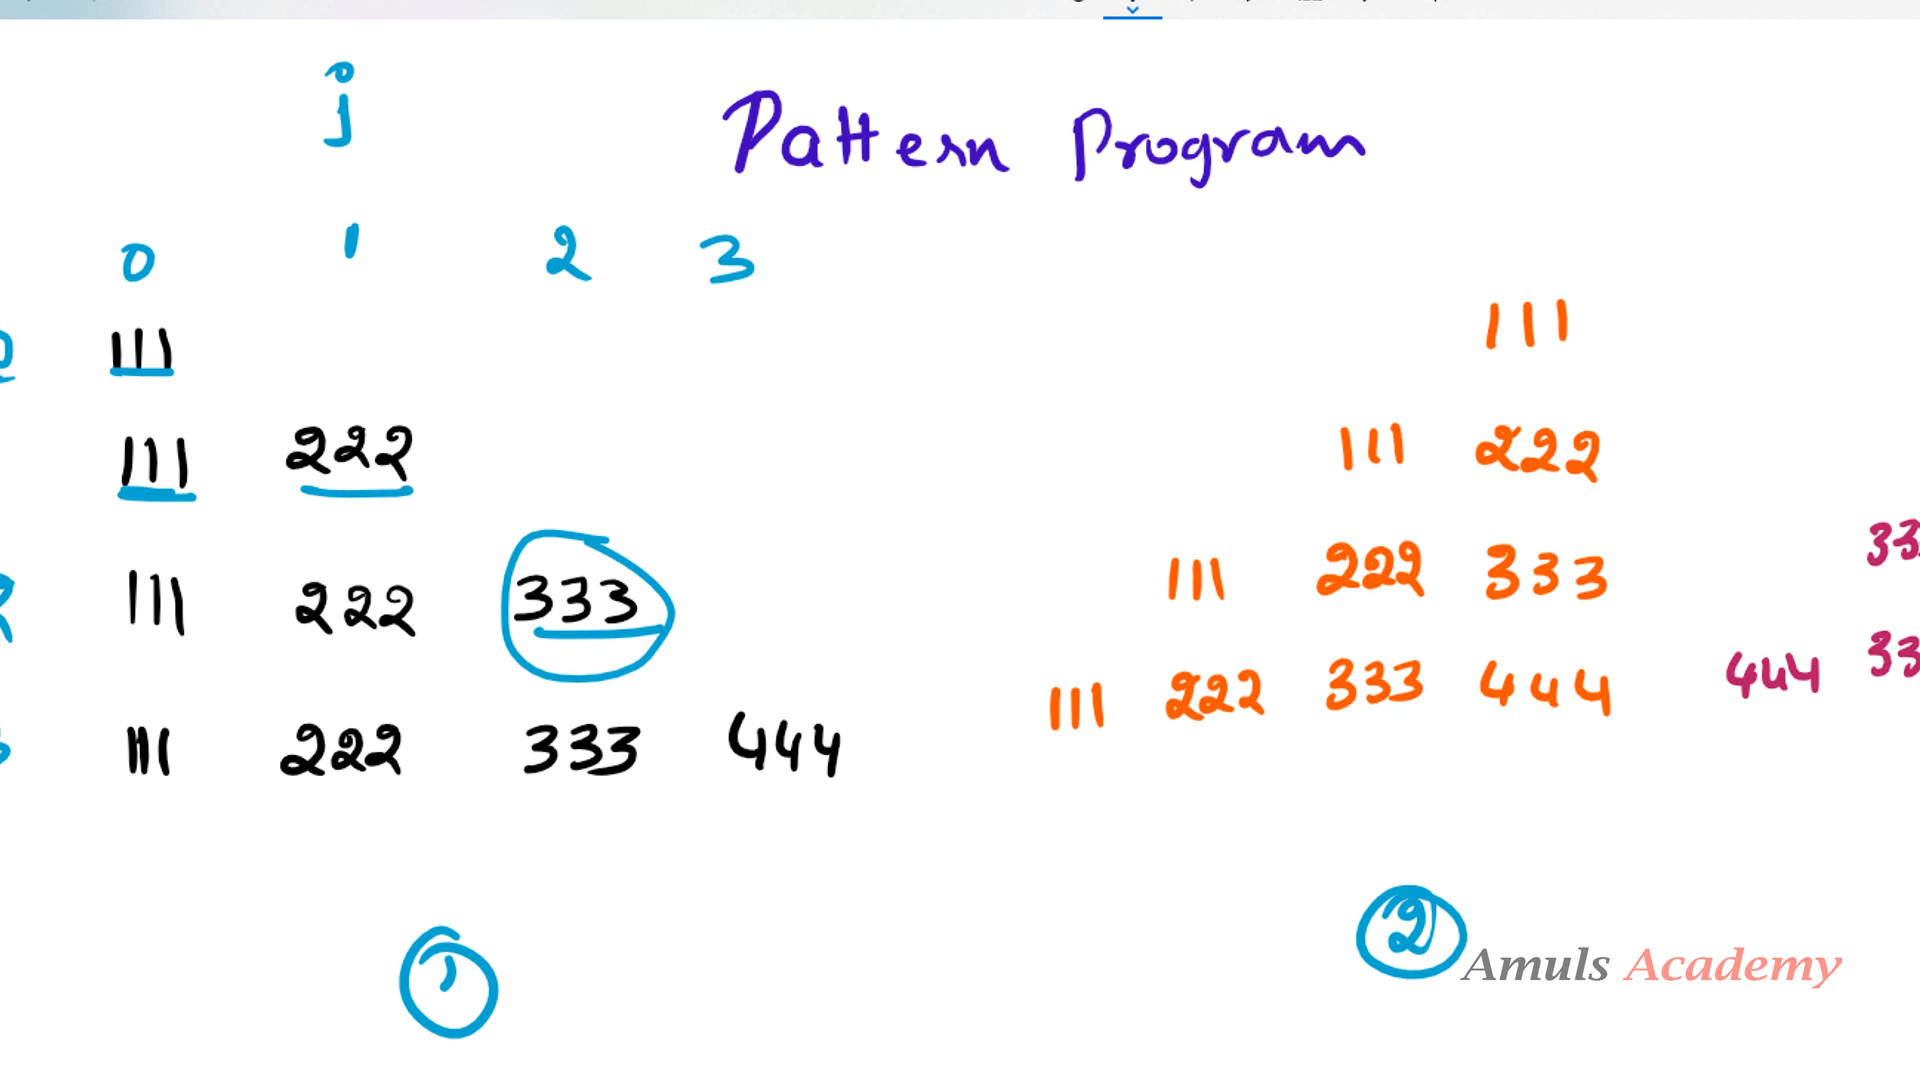 j
Pattern Program
0 1 2 3
111
111 222
111 222 333
111 222 333 444
1
111
111 222
111 222 333
111 222 333 444
2
444
Amuls Academy